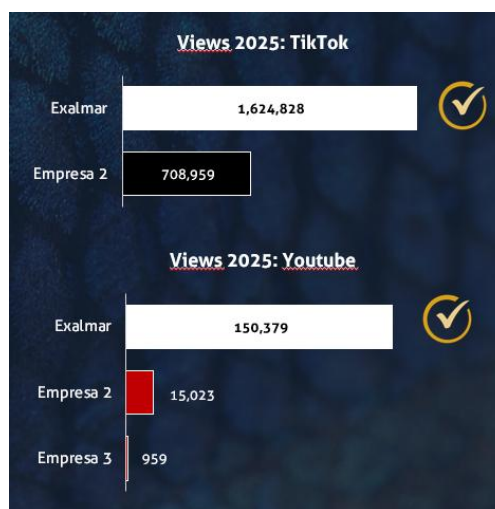 Views 2025: TikTok
Exalmar 1,624,828
Empresa 2 708,959
Views 2025: Youtube
Exalmar 150,379
Empresa 2 15,023
Empresa 3 959